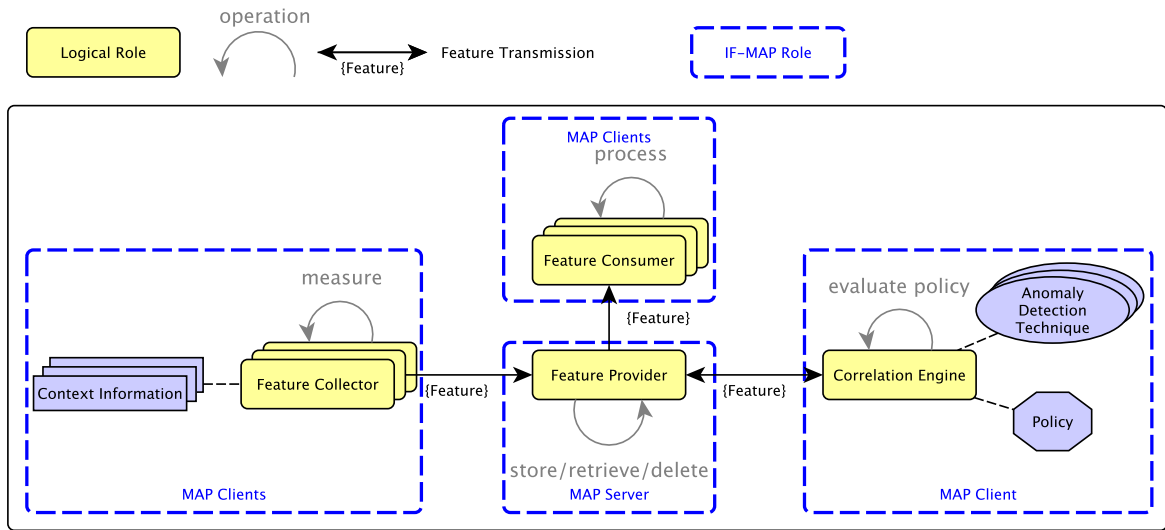 operation
Logical Role
{Feature}
Feature Transmission
IF-MAP Role
MAP Clients
process
Feature Consumer
measure
evaluate policy
Anomaly
Detection
Technique
{Feature}
Context Information
Feature Collector
{Feature}
Feature Provider
{Feature}
Correlation Engine
Policy
store/retrieve/delete
MAP Clients
MAP Server
MAP Client